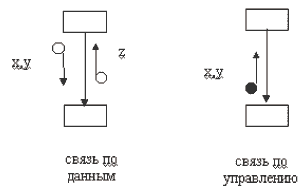 x,y
z
x,y
связь по
данным
связь по
управлению